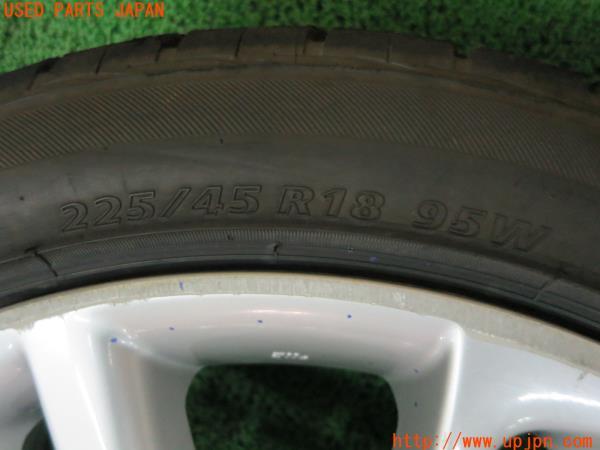 USED PARTS JAPAN
225/45 R18 95W
http://www.upjpn.com/